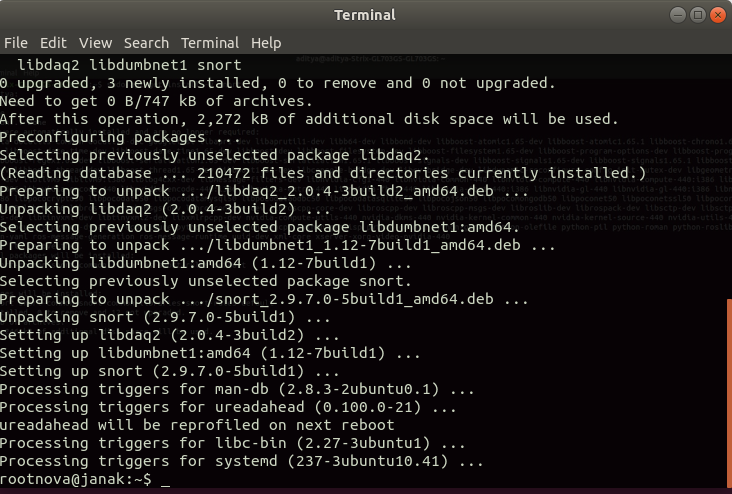 Terminal
File Edit View Search Terminal Help
libdaq2 libdumbnet1 snort
0 upgraded, 3 newly installed, 0 to remove and 0 not upgraded.
Need to get 0 B/747 kB of archives.
After this operation, 2,272 kB of additional disk space will be used.
Preconfiguring packages ...
Selecting previously unselected package libdaq2.
(Reading database ... 210472 files and directories currently installed.)
Preparing to unpack .../libdaq2_2.0.4-3build2_amd64.deb ...
Unpacking libdaq2 (2.0.4-3build2) ...
Selecting previously unselected package libdumbnet1:amd64.
Preparing to unpack .../libdumbnet1_1.12-7build1_amd64.deb ...
Unpacking libdumbnet1:amd64 (1.12-7build1) ...
Selecting previously unselected package snort.
Preparing to unpack .../snort_2.9.7.0-5build1_amd64.deb ...
Unpacking snort (2.9.7.0-5build1) ...
Setting up libdaq2 (2.0.4-3build2) ...
Setting up libdumbnet1:amd64 (1.12-7build1) ...
Setting up snort (2.9.7.0-5build1) ...
Processing triggers for man-db (2.8.3-2ubuntu0.1) ...
Processing triggers for ureadahead (0.100.0-21) ...
ureadahead will be reprofiled on next reboot
Processing triggers for libc-bin (2.27-3ubuntu1) ...
Processing triggers for systemd (237-3ubuntu10.41) ...
rootnova@janak:~$ _